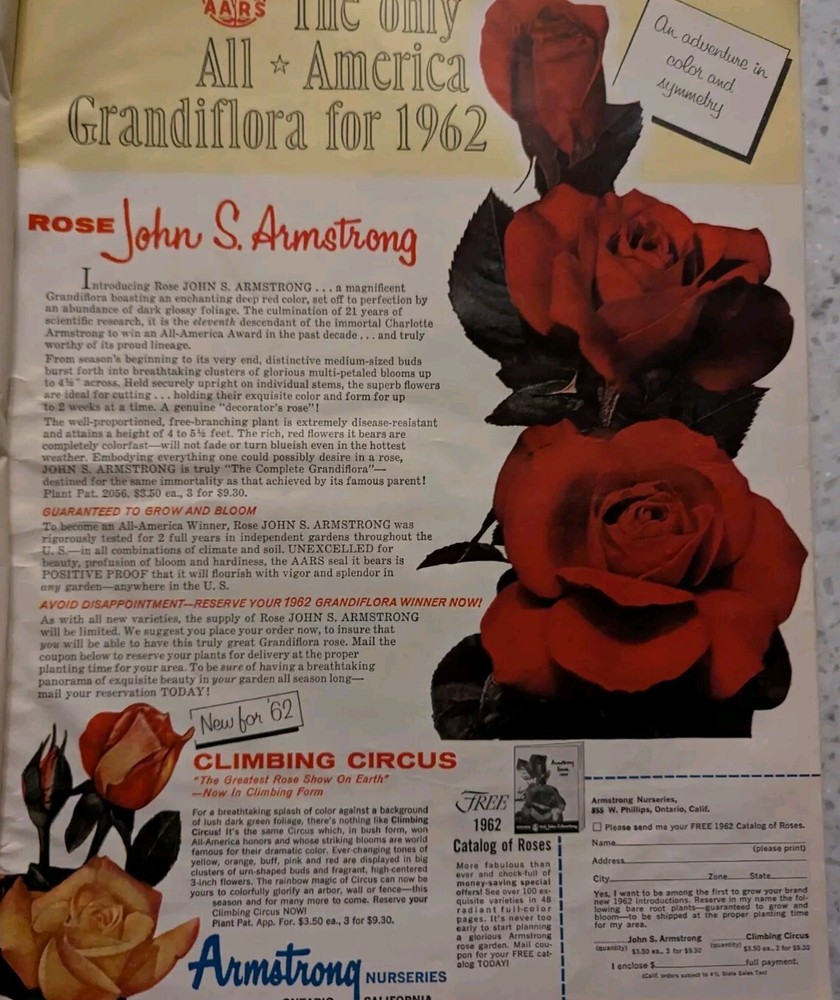 AARS
The only
All ☆ America
Grandiflora for 1962
An adventure in
color and
symmetry
ROSE John S. Armstrong
Introducing Rose JOHN S. ARMSTRONG . . . a magnificent
Grandiflora boasting an enchanting deep red color, set off to perfection by
an abundance of dark glossy foliage. The culmination of 21 years of
scientific research, it is the eleventh descendant of the immortal Charlotte
Armstrong to win an All-America Award in the past decade . . . and truly
worthy of its proud lineage.
From season's beginning to its very end, distinctive medium-sized buds
burst forth into breathtaking clusters of glorious multi-petaled blooms up
to 4½" across. Held securely upright on individual stems, the superb flowers
are ideal for cutting . . . holding their exquisite color and form for up
to 2 weeks at a time. A genuine "decorator's rose"!
The well-proportioned, free-branching plant is extremely disease-resistant
and attains a height of 4 to 5½ feet. The rich, red flowers it bears are
completely colorfast—will not fade or turn blueish even in the hottest
weather. Embodying everything one could possibly desire in a rose,
JOHN S. ARMSTRONG is truly "The Complete Grandiflora"—
destined for the same immortality as that achieved by its famous parent!
Plant Pat. 2056. $3.50 ea., 3 for $9.30.
GUARANTEED TO GROW AND BLOOM
To become an All-America Winner, Rose JOHN S. ARMSTRONG was
rigorously tested for 2 full years in independent gardens throughout the
U. S.—in all combinations of climate and soil. UNEXCELLED for
beauty, profusion of bloom and hardiness, the AARS seal it bears is
POSITIVE PROOF that it will flourish with vigor and splendor in
any garden—anywhere in the U. S.
AVOID DISAPPOINTMENT—RESERVE YOUR 1962 GRANDIFLORA WINNER NOW!
As with all new varieties, the supply of Rose JOHN S. ARMSTRONG
will be limited. We suggest you place your order now, to insure that
you will be able to have this truly great Grandiflora rose. Mail the
coupon below to reserve your plants for delivery at the proper
planting time for your area. To be sure of having a breathtaking
panorama of exquisite beauty in your garden all season long—
mail your reservation TODAY!
New for '62
CLIMBING CIRCUS
"The Greatest Rose Show On Earth"
—Now In Climbing Form
For a breathtaking splash of color against a background
of lush dark green foliage, there's nothing like Climbing
Circus! It's the same Circus which, in bush form, won
All-America honors and whose striking blooms are world
famous for their dramatic color. Ever-changing tones of
yellow, orange, buff, pink and red are displayed in big
clusters of urn-shaped buds and fragrant, high-centered
3-inch flowers. The rainbow magic of Circus can now be
yours to colorfully glorify an arbor, wall or fence—this
season and for many more to come. Reserve your
Climbing Circus NOW!
Plant Pat. App. For. $3.50 ea., 3 for $9.30.
Armstrong NURSERIES
ONTARIO CALIFORNIA
FREE
1962
Catalog of Roses
More fabulous than
ever and chock-full of
money-saving special
offers! See over 100 ex-
quisite varieties in 48
radiant full-color
pages. It's never too
early to start planning
a glorious Armstrong
rose garden. Mail cou-
pon for your FREE cat-
alog TODAY!
Armstrong Nurseries,
855 W. Phillips, Ontario, Calif.
Please send me your FREE 1962 Catalog of Roses.
Name
(please print)
Address
City Zone State
Yes, I want to be among the first to grow your brand
new 1962 introductions. Reserve in my name the fol-
lowing bare root plants—guaranteed to grow and
bloom—to be shipped at the proper planting time
for my area.
John S. Armstrong Climbing Circus
(quantity) $3.50 ea., 3 for $9.30 (quantity) $3.50 ea., 3 for $9.30
I enclose $ full payment.
(Calif. orders subject to 4% State Sales Tax)